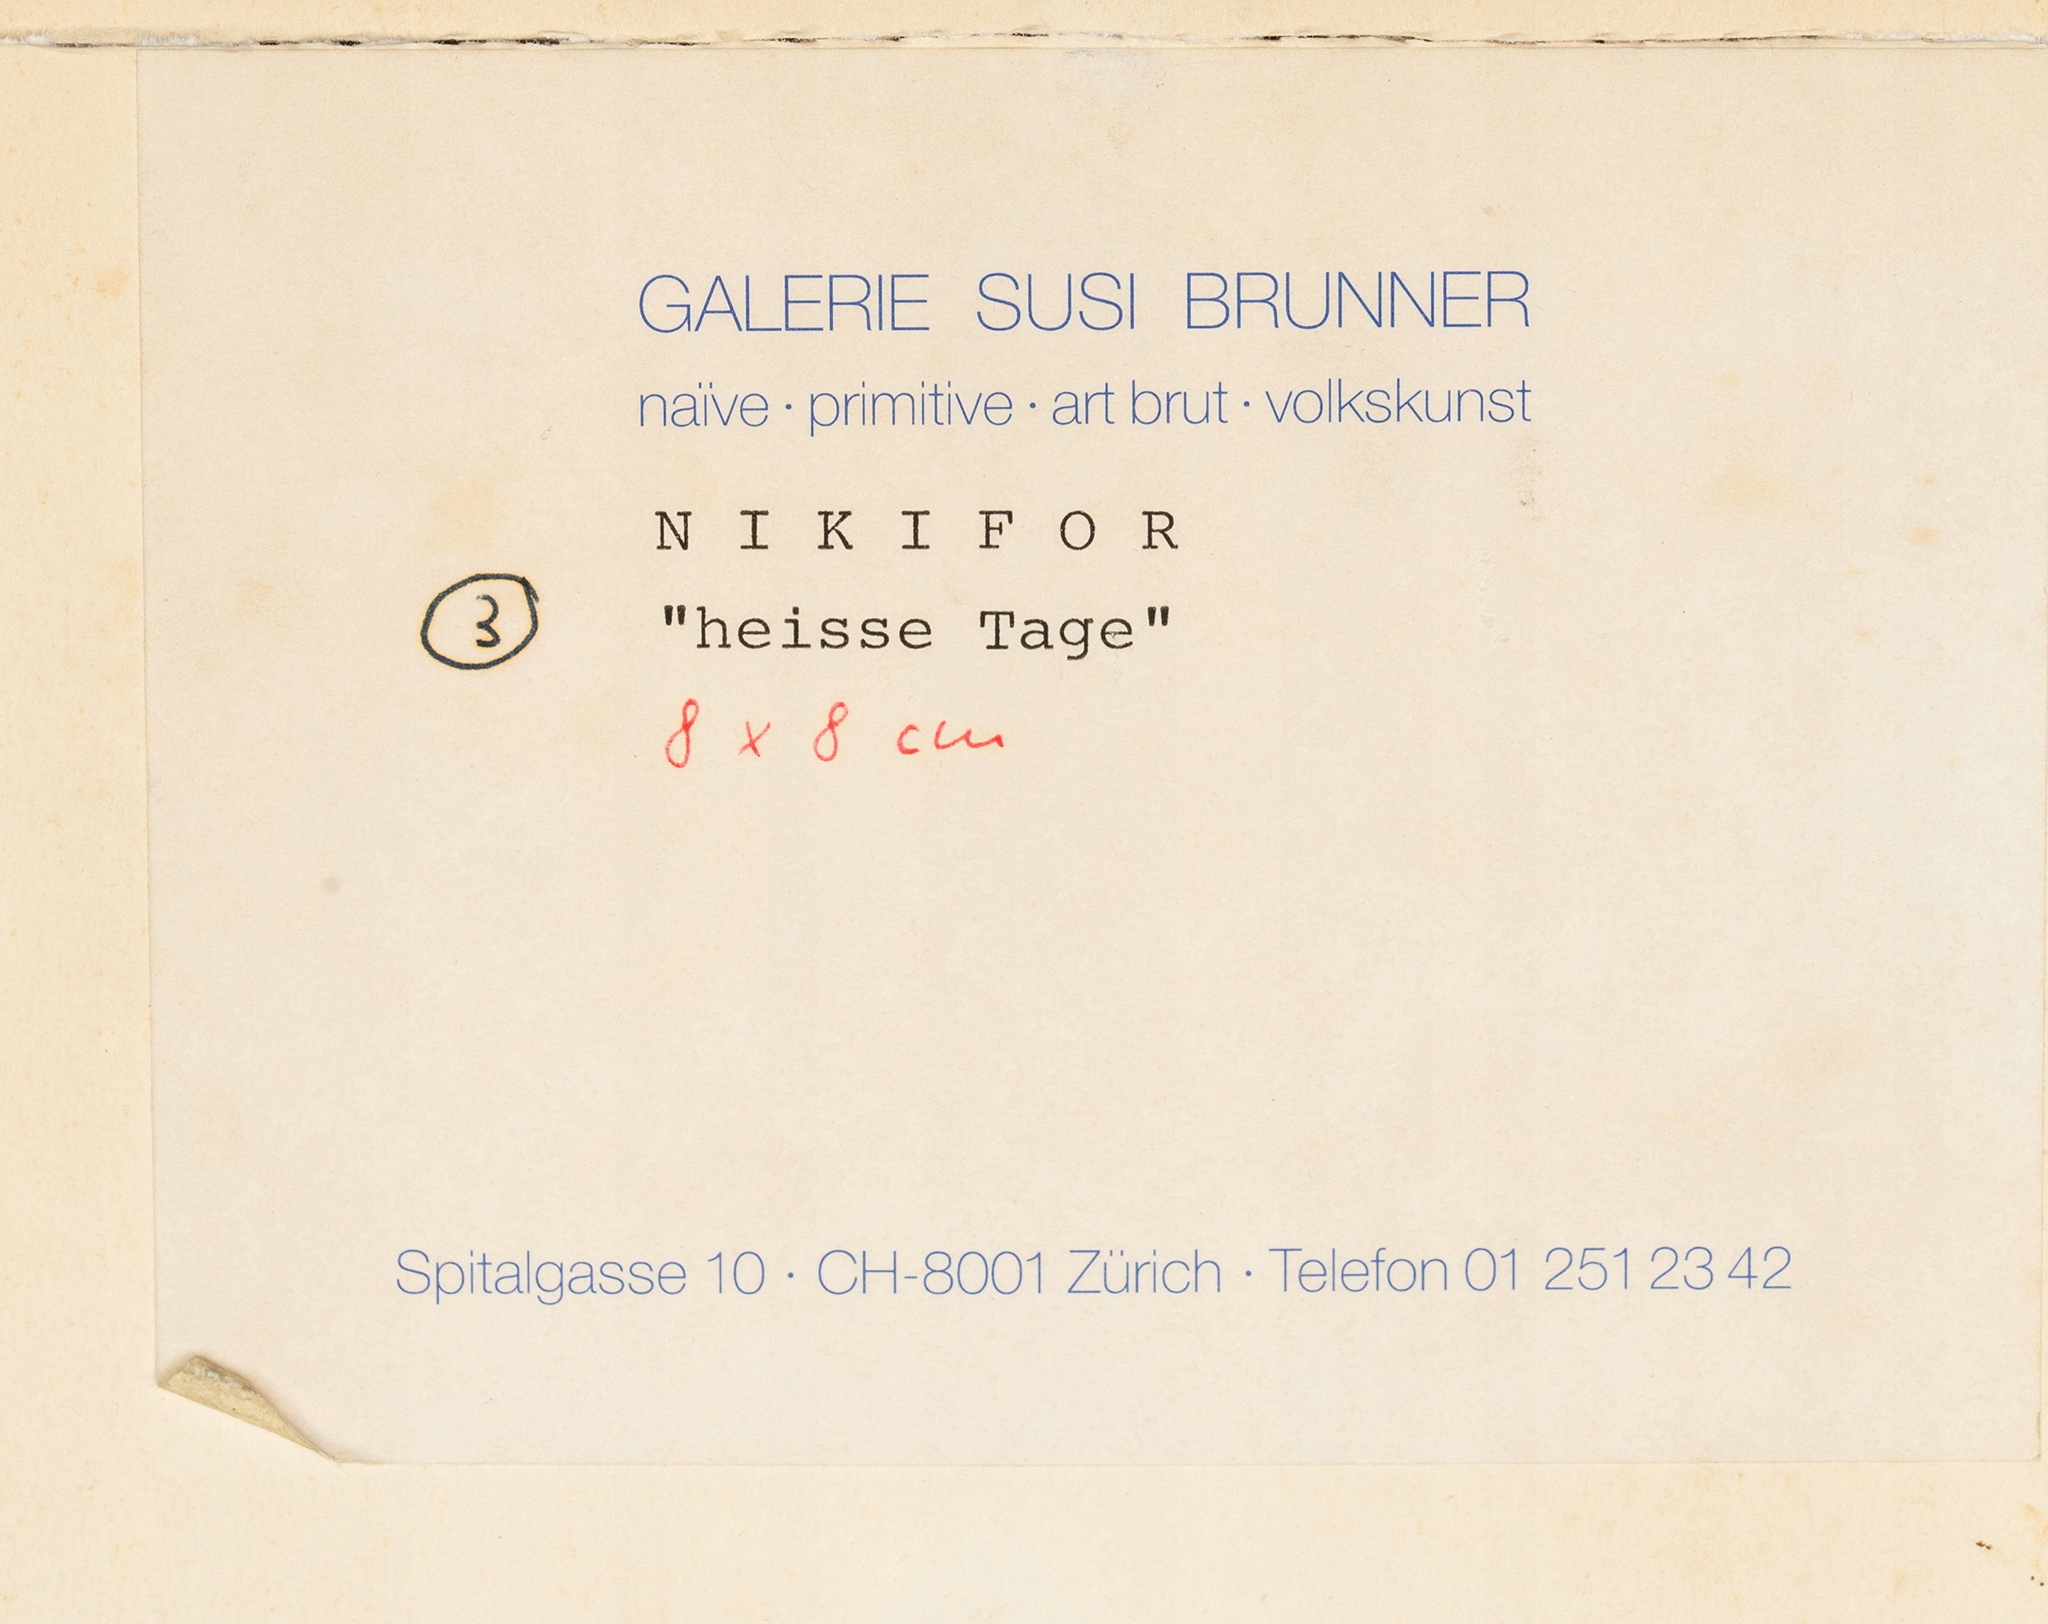 GALERIE SUSI BRUNNER
naïve · primitive · art brut · volkskunst
N I K I F O R
3 "heisse Tage"
8 x 8 cm
Spitalgasse 10 · CH-8001 Zürich · Telefon 01 251 23 42